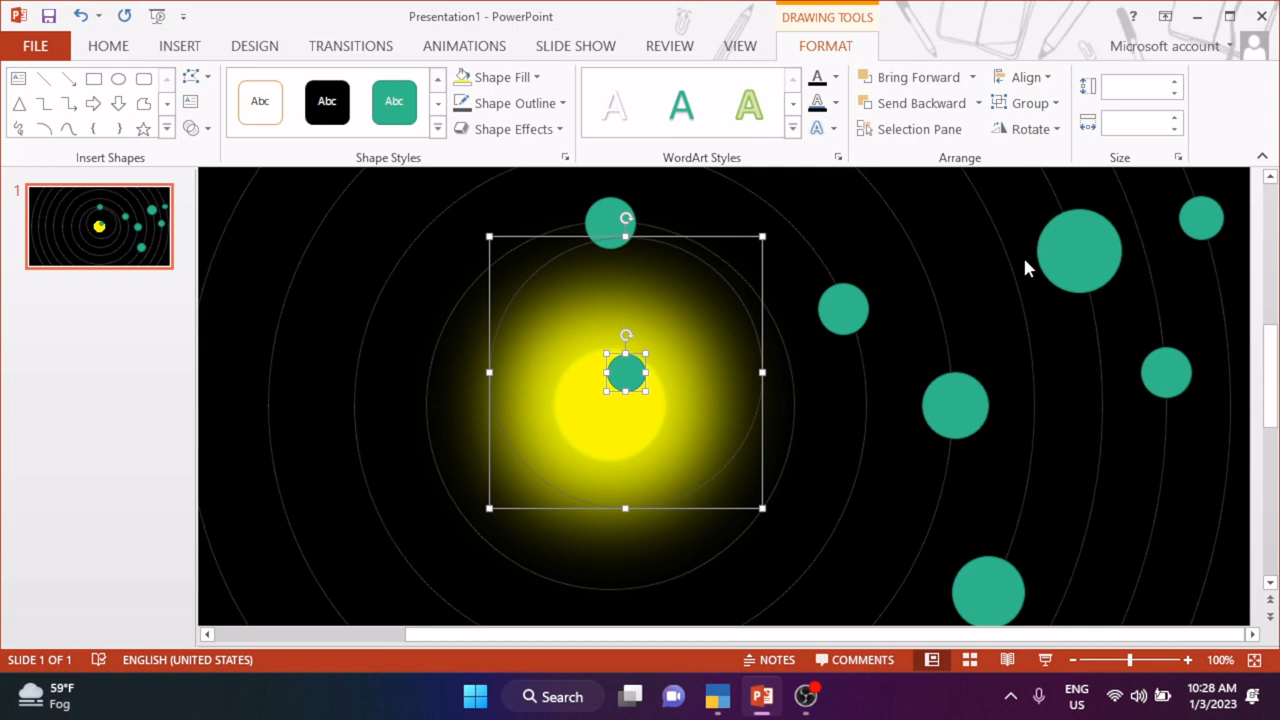 Presentation1 - PowerPoint
DRAWING TOOLS
?
FILE HOME INSERT DESIGN TRANSITIONS ANIMATIONS SLIDE SHOW REVIEW VIEW FORMAT Microsoft account
Abc Abc Abc
Shape Fill
Shape Outline
Shape Effects
A A A
A
A
A
Bring Forward
Send Backward
Selection Pane
Align
Group
Rotate
Insert Shapes Shape Styles WordArt Styles Arrange Size
1
SLIDE 1 OF 1 ENGLISH (UNITED STATES) NOTES COMMENTS 100%
59°F
Fog
Search
ENG
US
10:28 AM
1/3/2023